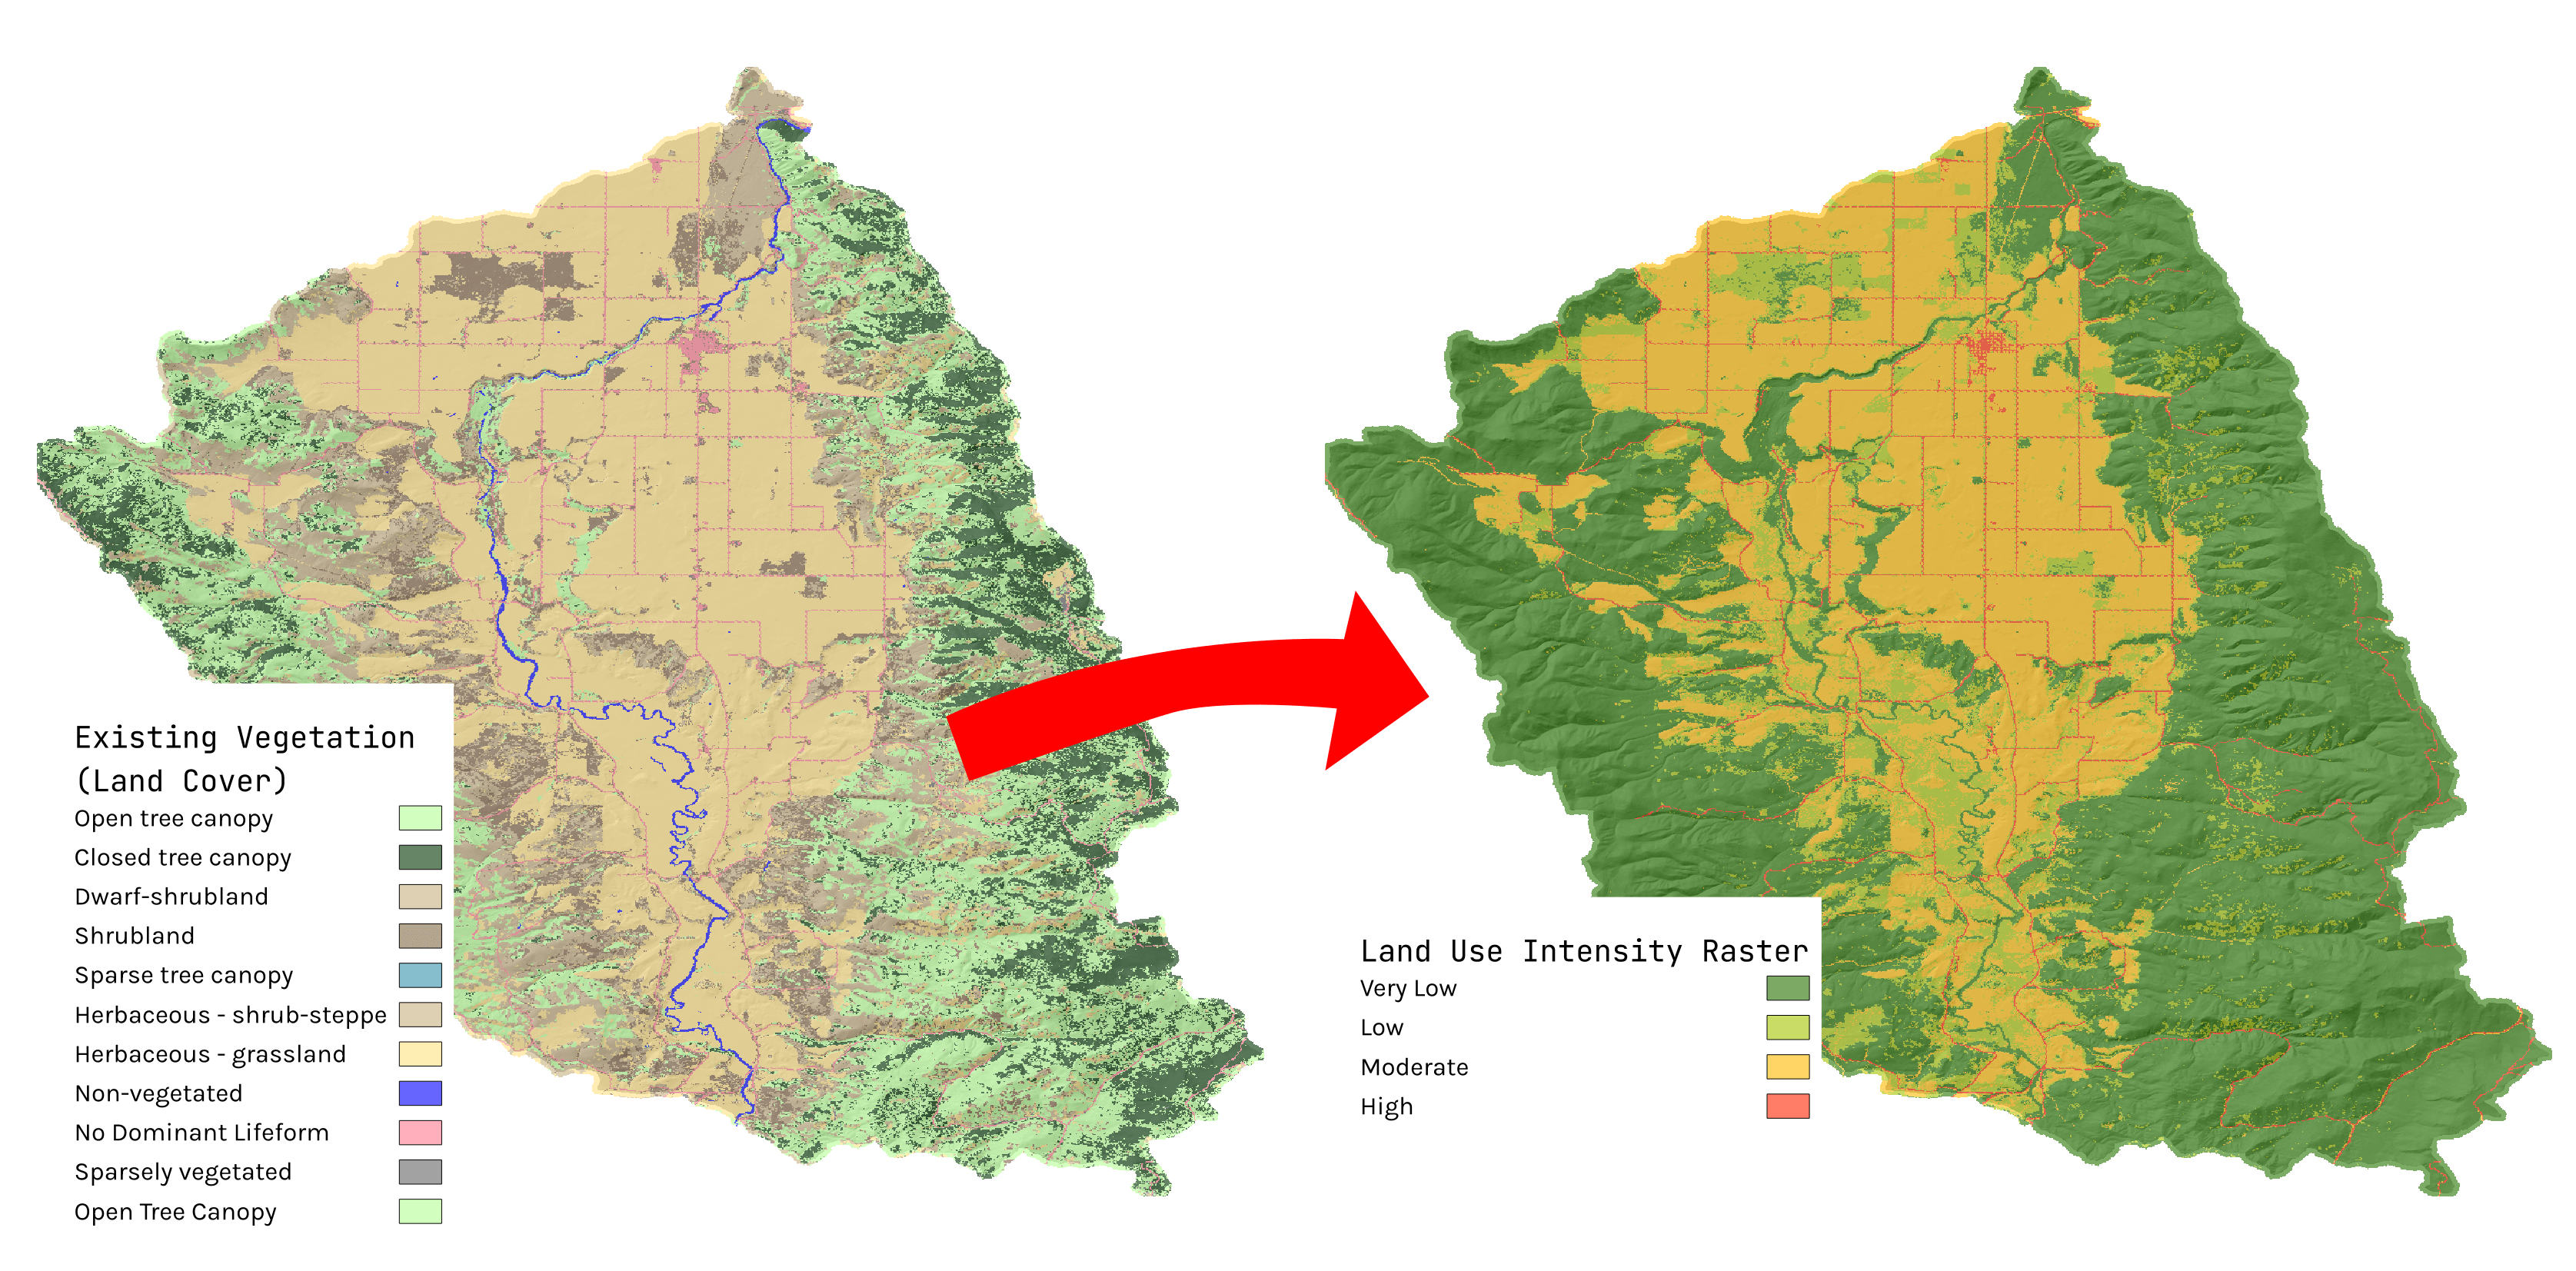 Existing Vegetation
(Land Cover)
Open tree canopy
Closed tree canopy
Dwarf-shrubland
Shrubland
Sparse tree canopy
Herbaceous - shrub-steppe
Herbaceous - grassland
Non-vegetated
No Dominant Lifeform
Sparsely vegetated
Open Tree Canopy
Land Use Intensity Raster
Very Low
Low
Moderate
High